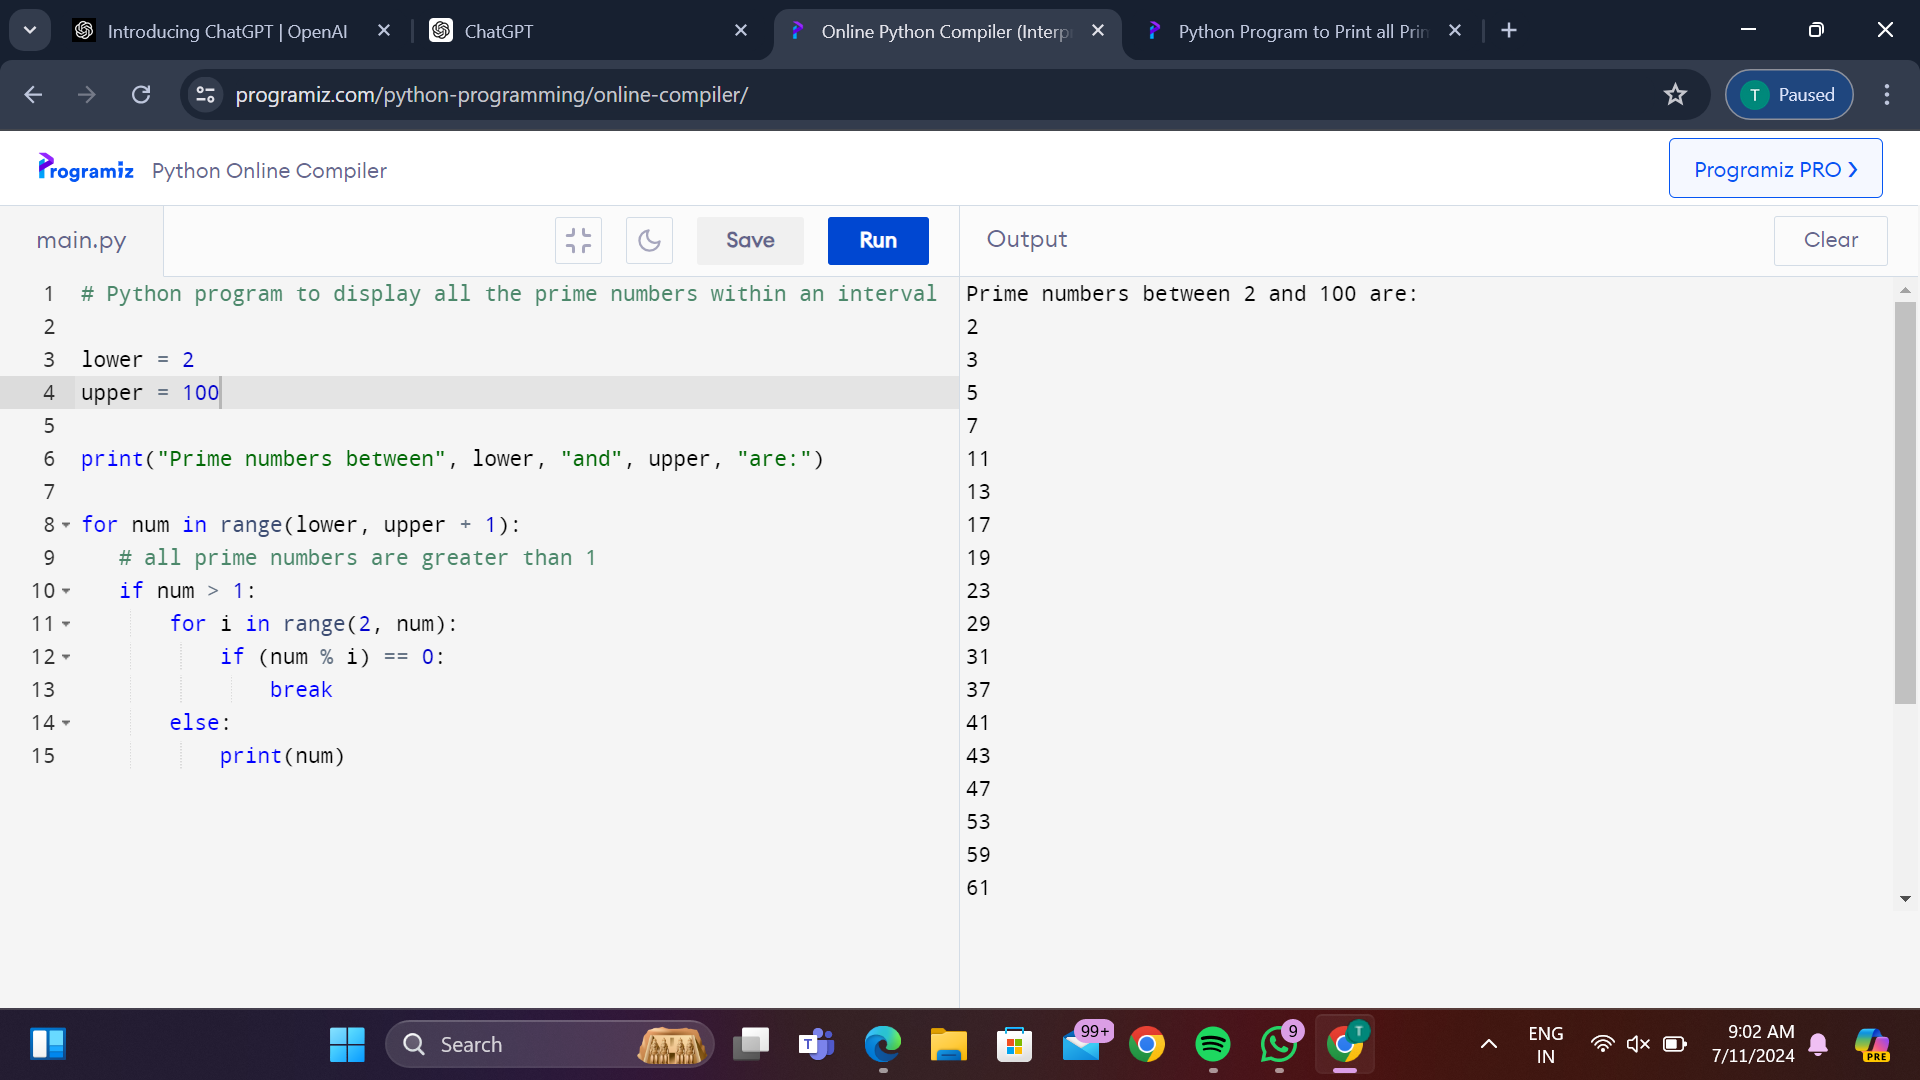 Introducing ChatGPT | OpenAI
ChatGPT
Online Python Compiler (Interp
Python Program to Print all Prin
programiz.com/python-programming/online-compiler/
T Paused
Programiz Python Online Compiler
Programiz PRO
main.py
Save
Run
Output
Clear
1 # Python program to display all the prime numbers within an interval
2
3 lower = 2
4 upper = 100
5
6 print("Prime numbers between", lower, "and", upper, "are:")
7
8 for num in range(lower, upper + 1):
9 # all prime numbers are greater than 1
10 if num > 1:
11 for i in range(2, num):
12 if (num % i) == 0:
13 break
14 else:
15 print(num)
Prime numbers between 2 and 100 are:
2
3
5
7
11
13
17
19
23
29
31
37
41
43
47
53
59
61
Search
T
99+
9
T
ENG
IN
9:02 AM
7/11/2024
PRE